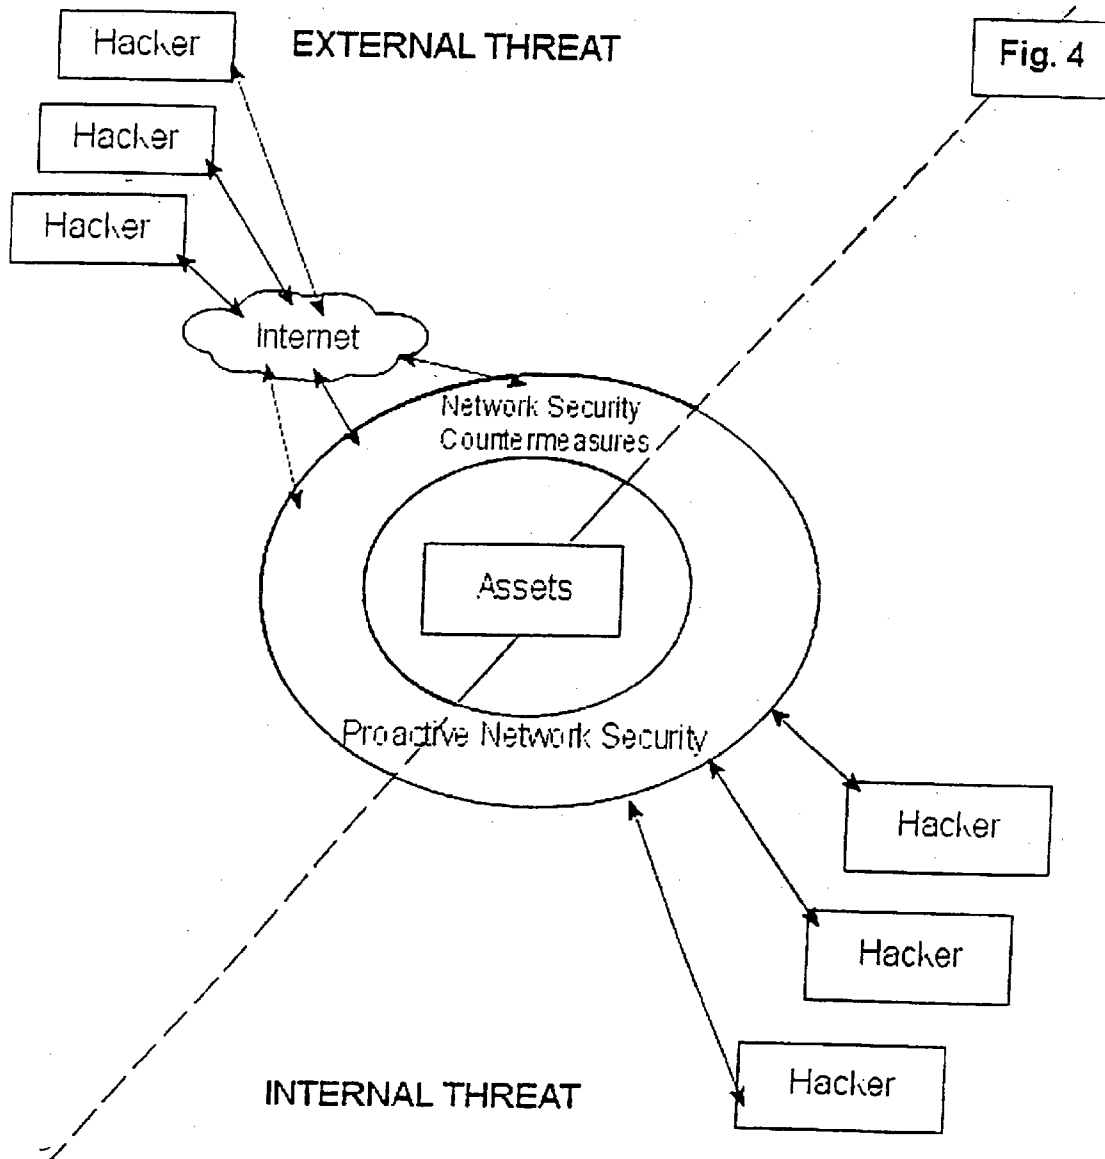 Hacker
EXTERNAL THREAT
Fig. 4
Hacker
Hacker
Internet
Network Security
Countermeasures
Assets
Proactive Network Security
Hacker
Hacker
Hacker
INTERNAL THREAT